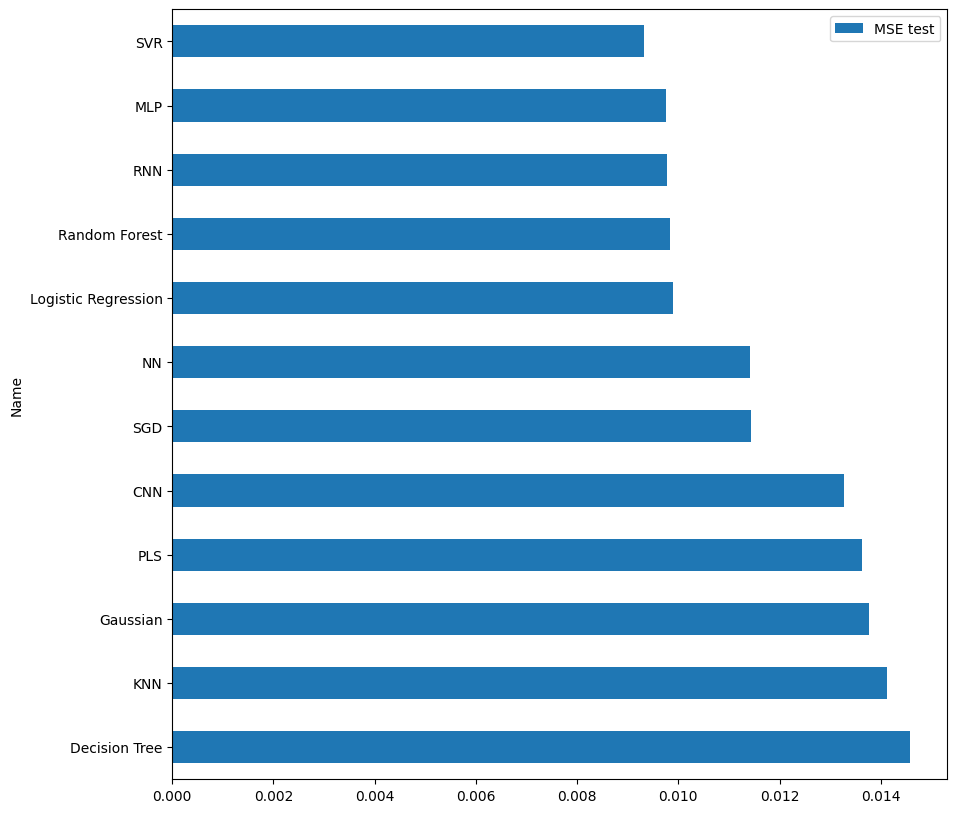 MSE test
SVR
MLP
RNN
Random Forest
Logistic Regression
NN
SGD
CNN
PLS
Gaussian
KNN
Decision Tree
Name
0.000 0.002 0.004 0.006 0.008 0.010 0.012 0.014